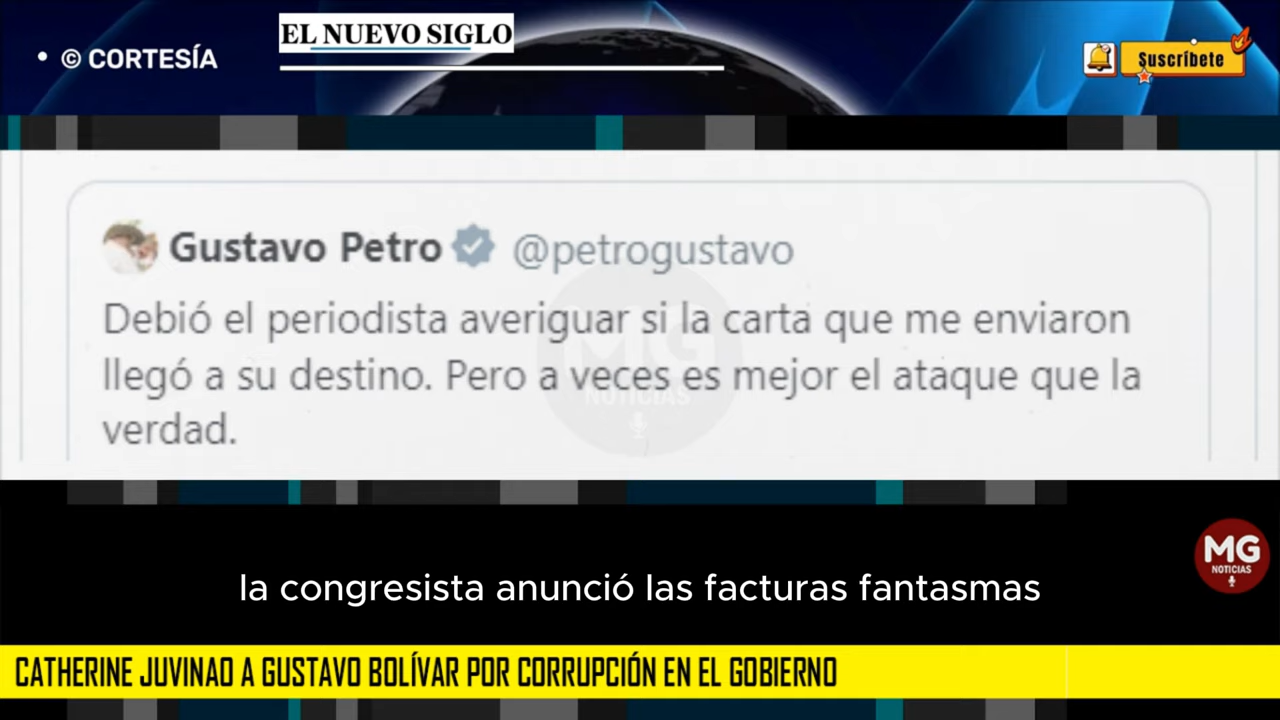 © CORTESÍA
EL NUEVO SIGLO
Suscríbete
Gustavo Petro @petrogustavo
Debió el periodista averiguar si la carta que me enviaron
llegó a su destino. Pero a veces es mejor el ataque que la
verdad.
MG
NOTICIAS
la congresista anunció las facturas fantasmas
MG
NOTICIAS
CATHERINE JUVINAO A GUSTAVO BOLÍVAR POR CORRUPCIÓN EN EL GOBIERNO